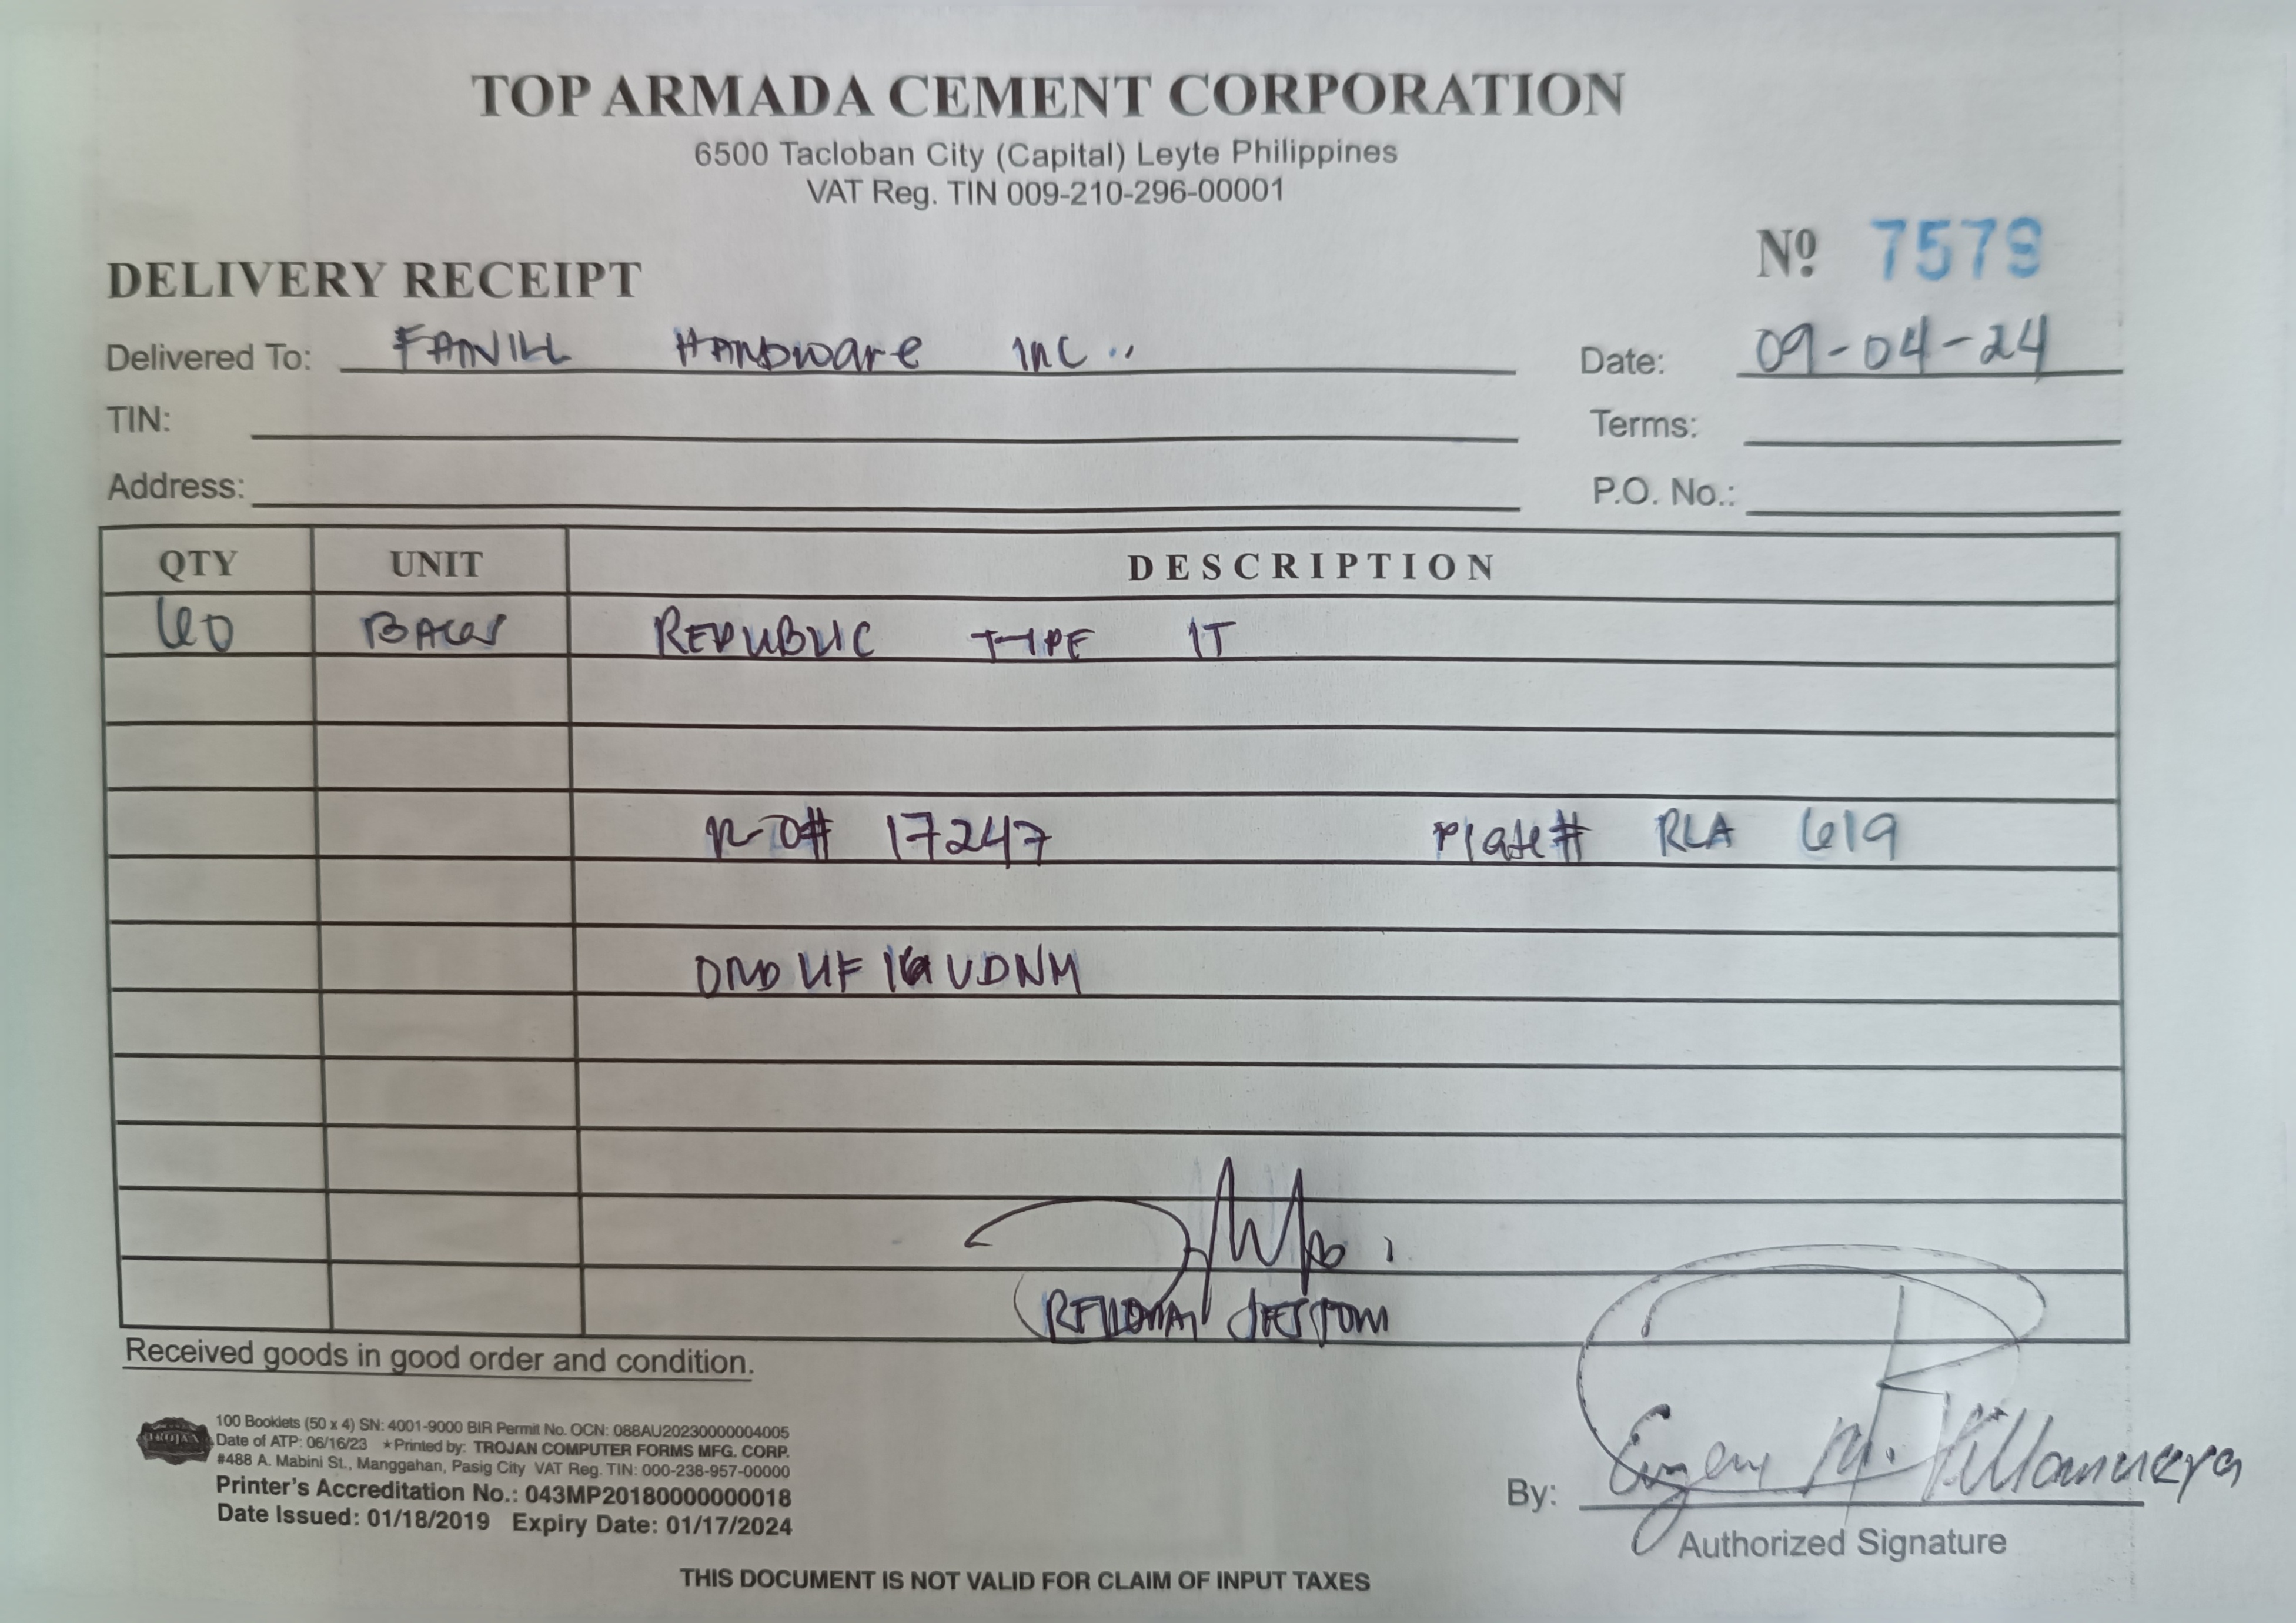 TOP ARMADA CEMENT CORPORATION
6500 Tacloban City (Capital) Leyte Philippines
VAT Reg. TIN 009-210-296-00001
DELIVERY RECEIPT
Nº 7579
Delivered To: FANILL HARDware INC..
Date: 09-04-24
TIN:
Terms:
Address:
P.O. No.:
QTY UNIT DESCRIPTION
60 BAGS REPUBLIC TYPE 1T
17247 Plate# RLA 619
Received goods in good order and condition.
TROJAN
100 Booklets (50 x 4) SN: 4001-9000 BIR Permit No. OCN: 088AU20230000004005
Date of ATP: 06/16/23 ★Printed by: TROJAN COMPUTER FORMS MFG. CORP.
#488 A. Mabini St., Manggahan, Pasig City VAT Reg. TIN: 000-238-957-00000
Printer's Accreditation No.: 043MP20180000000018
Date Issued: 01/18/2019 Expiry Date: 01/17/2024
By: M. Villanueva
Authorized Signature
THIS DOCUMENT IS NOT VALID FOR CLAIM OF INPUT TAXES